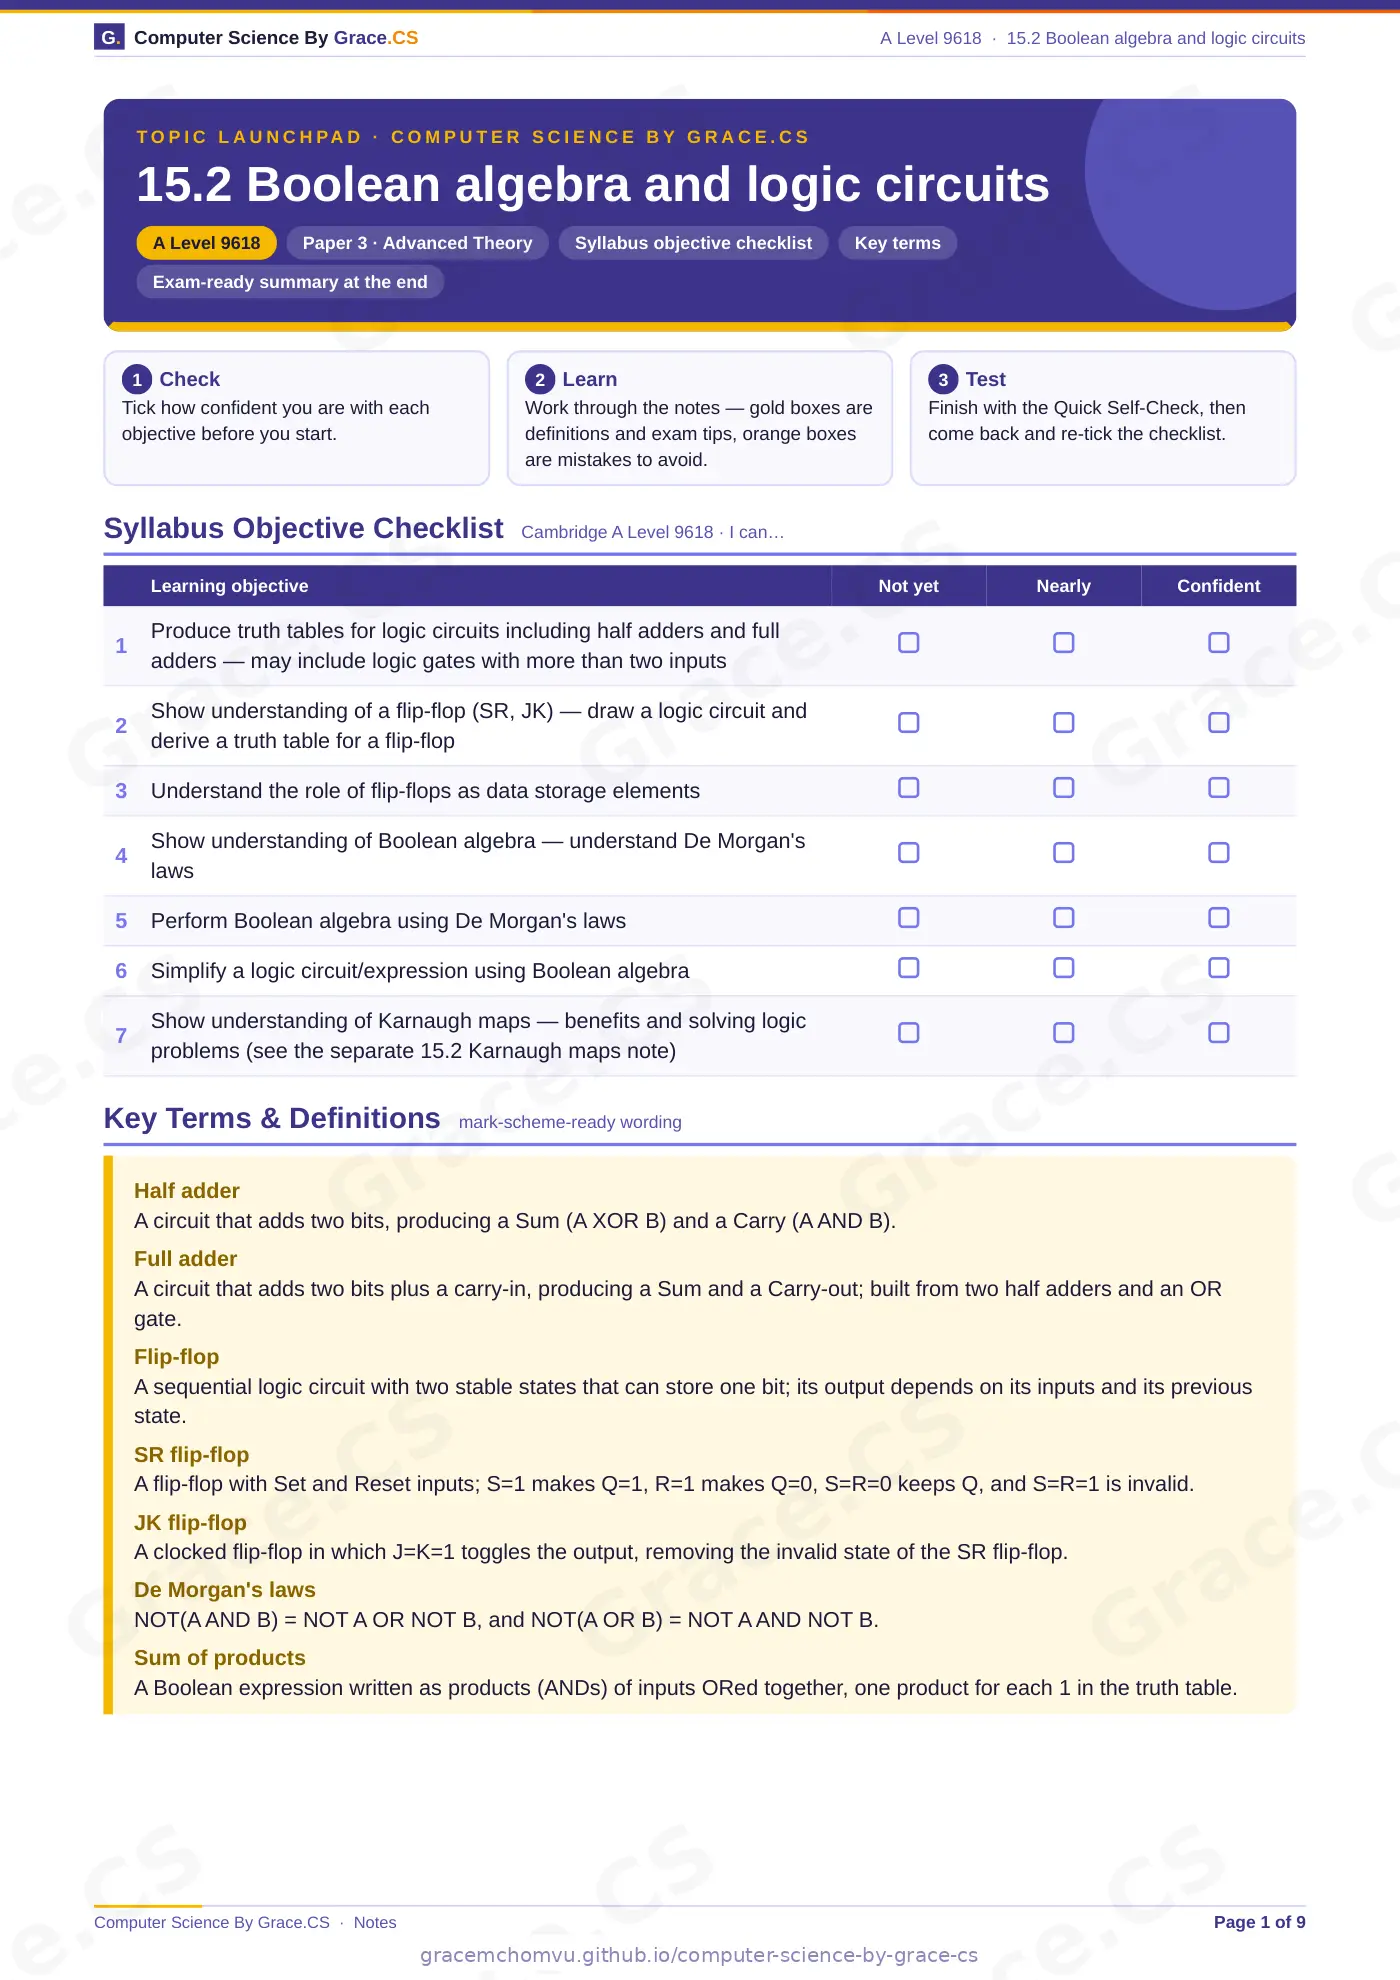 G. Computer Science By Grace.CS
A Level 9618 · 15.2 Boolean algebra and logic circuits
TOPIC LAUNCHPAD · COMPUTER SCIENCE BY GRACE.CS
15.2 Boolean algebra and logic circuits
A Level 9618 Paper 3 · Advanced Theory Syllabus objective checklist Key terms
Exam-ready summary at the end
1 Check
Tick how confident you are with each
objective before you start.
2 Learn
Work through the notes — gold boxes are
definitions and exam tips, orange boxes
are mistakes to avoid.
3 Test
Finish with the Quick Self-Check, then
come back and re-tick the checklist.
Syllabus Objective Checklist Cambridge A Level 9618 · I can…
Learning objective Not yet Nearly Confident
1 Produce truth tables for logic circuits including half adders and full
adders — may include logic gates with more than two inputs
2 Show understanding of a flip-flop (SR, JK) — draw a logic circuit and
derive a truth table for a flip-flop
3 Understand the role of flip-flops as data storage elements
4 Show understanding of Boolean algebra — understand De Morgan's
laws
5 Perform Boolean algebra using De Morgan's laws
6 Simplify a logic circuit/expression using Boolean algebra
7 Show understanding of Karnaugh maps — benefits and solving logic
problems (see the separate 15.2 Karnaugh maps note)
Key Terms & Definitions mark-scheme-ready wording
Half adder
A circuit that adds two bits, producing a Sum (A XOR B) and a Carry (A AND B).
Full adder
A circuit that adds two bits plus a carry-in, producing a Sum and a Carry-out; built from two half adders and an OR
gate.
Flip-flop
A sequential logic circuit with two stable states that can store one bit; its output depends on its inputs and its previous
state.
SR flip-flop
A flip-flop with Set and Reset inputs; S=1 makes Q=1, R=1 makes Q=0, S=R=0 keeps Q, and S=R=1 is invalid.
JK flip-flop
A clocked flip-flop in which J=K=1 toggles the output, removing the invalid state of the SR flip-flop.
De Morgan's laws
NOT(A AND B) = NOT A OR NOT B, and NOT(A OR B) = NOT A AND NOT B.
Sum of products
A Boolean expression written as products (ANDs) of inputs ORed together, one product for each 1 in the truth table.
Computer Science By Grace.CS · Notes
Page 1 of 9
gracemchomvu.github.io/computer-science-by-grace-cs